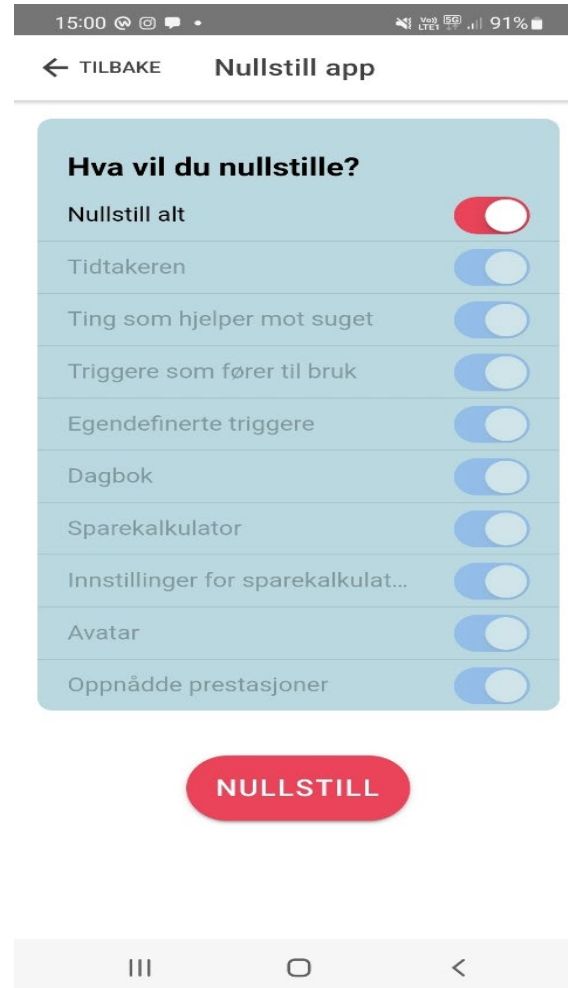 15:00 91%
TILBAKE Nullstill app
Hva vil du nullstille?
Nullstill alt
Tidtakeren
Ting som hjelper mot suget
Triggere som fører til bruk
Egendefinerte triggere
Dagbok
Sparekalkulator
Innstillinger for sparekalkulat...
Avatar
Oppnådde prestasjoner
NULLSTILL